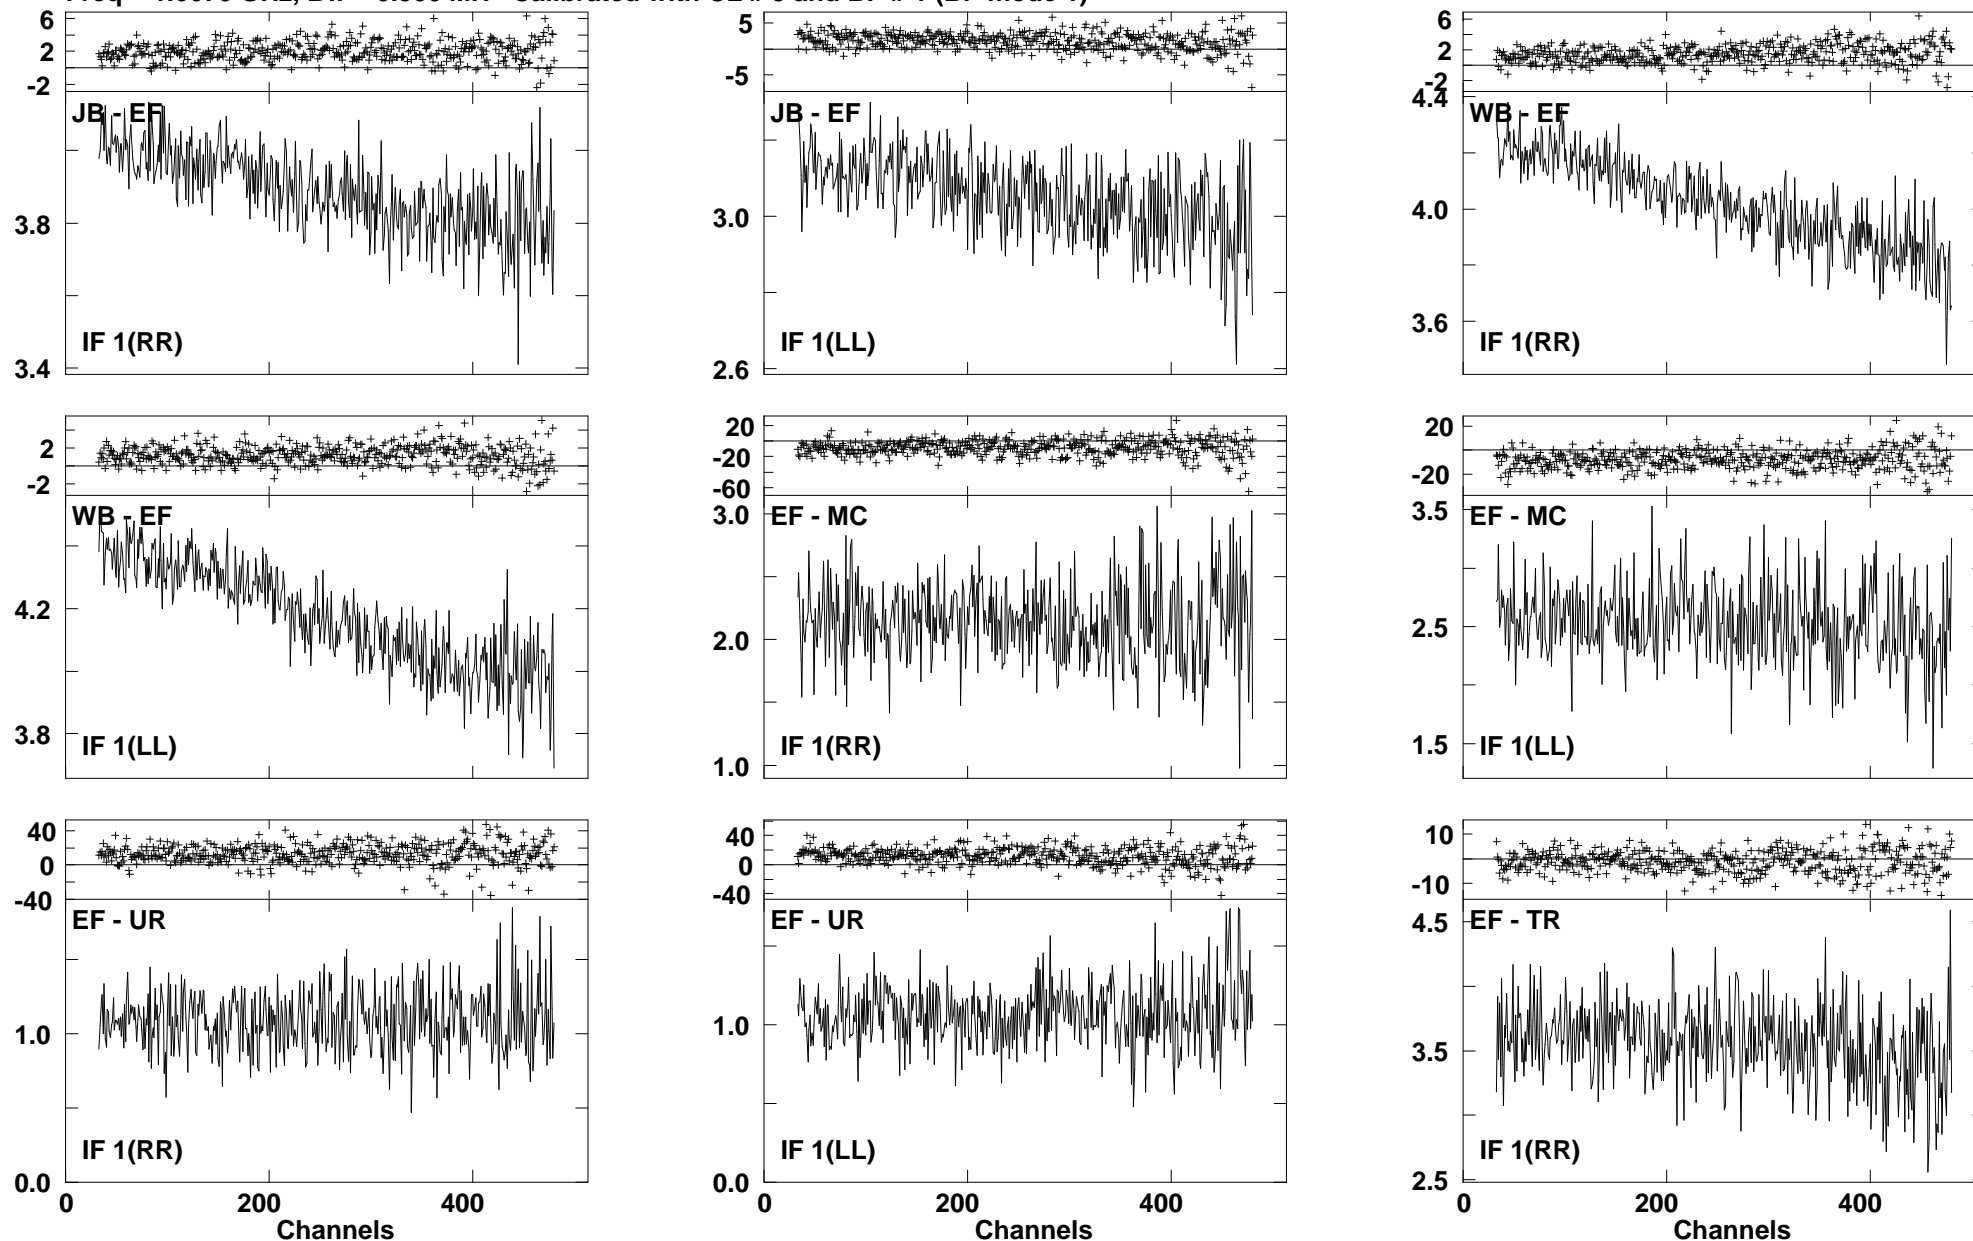 6 5 6
2 2
-2 -5 -2
JB - EF JB - EF 4.4 WB - EF
3.8 3.0 4.0
3.6
IF 1(RR) IF 1(LL) IF 1(RR)
3.4 2.6
2 20 20
-2 -20 -20
-60
WB - EF 3.0 EF - MC 3.5 EF - MC
4.2 2.0 2.5
3.8 IF 1(LL) IF 1(RR) 1.5 IF 1(LL)
1.0
40 40 10
0 0 -10
-40 -40
EF - UR EF - UR 4.5 EF - TR
1.0 1.0 3.5
IF 1(RR) IF 1(LL) IF 1(RR)
0.0 0.0 2.5
0 200 400 0 200 400 0 200 400
Channels Channels Channels